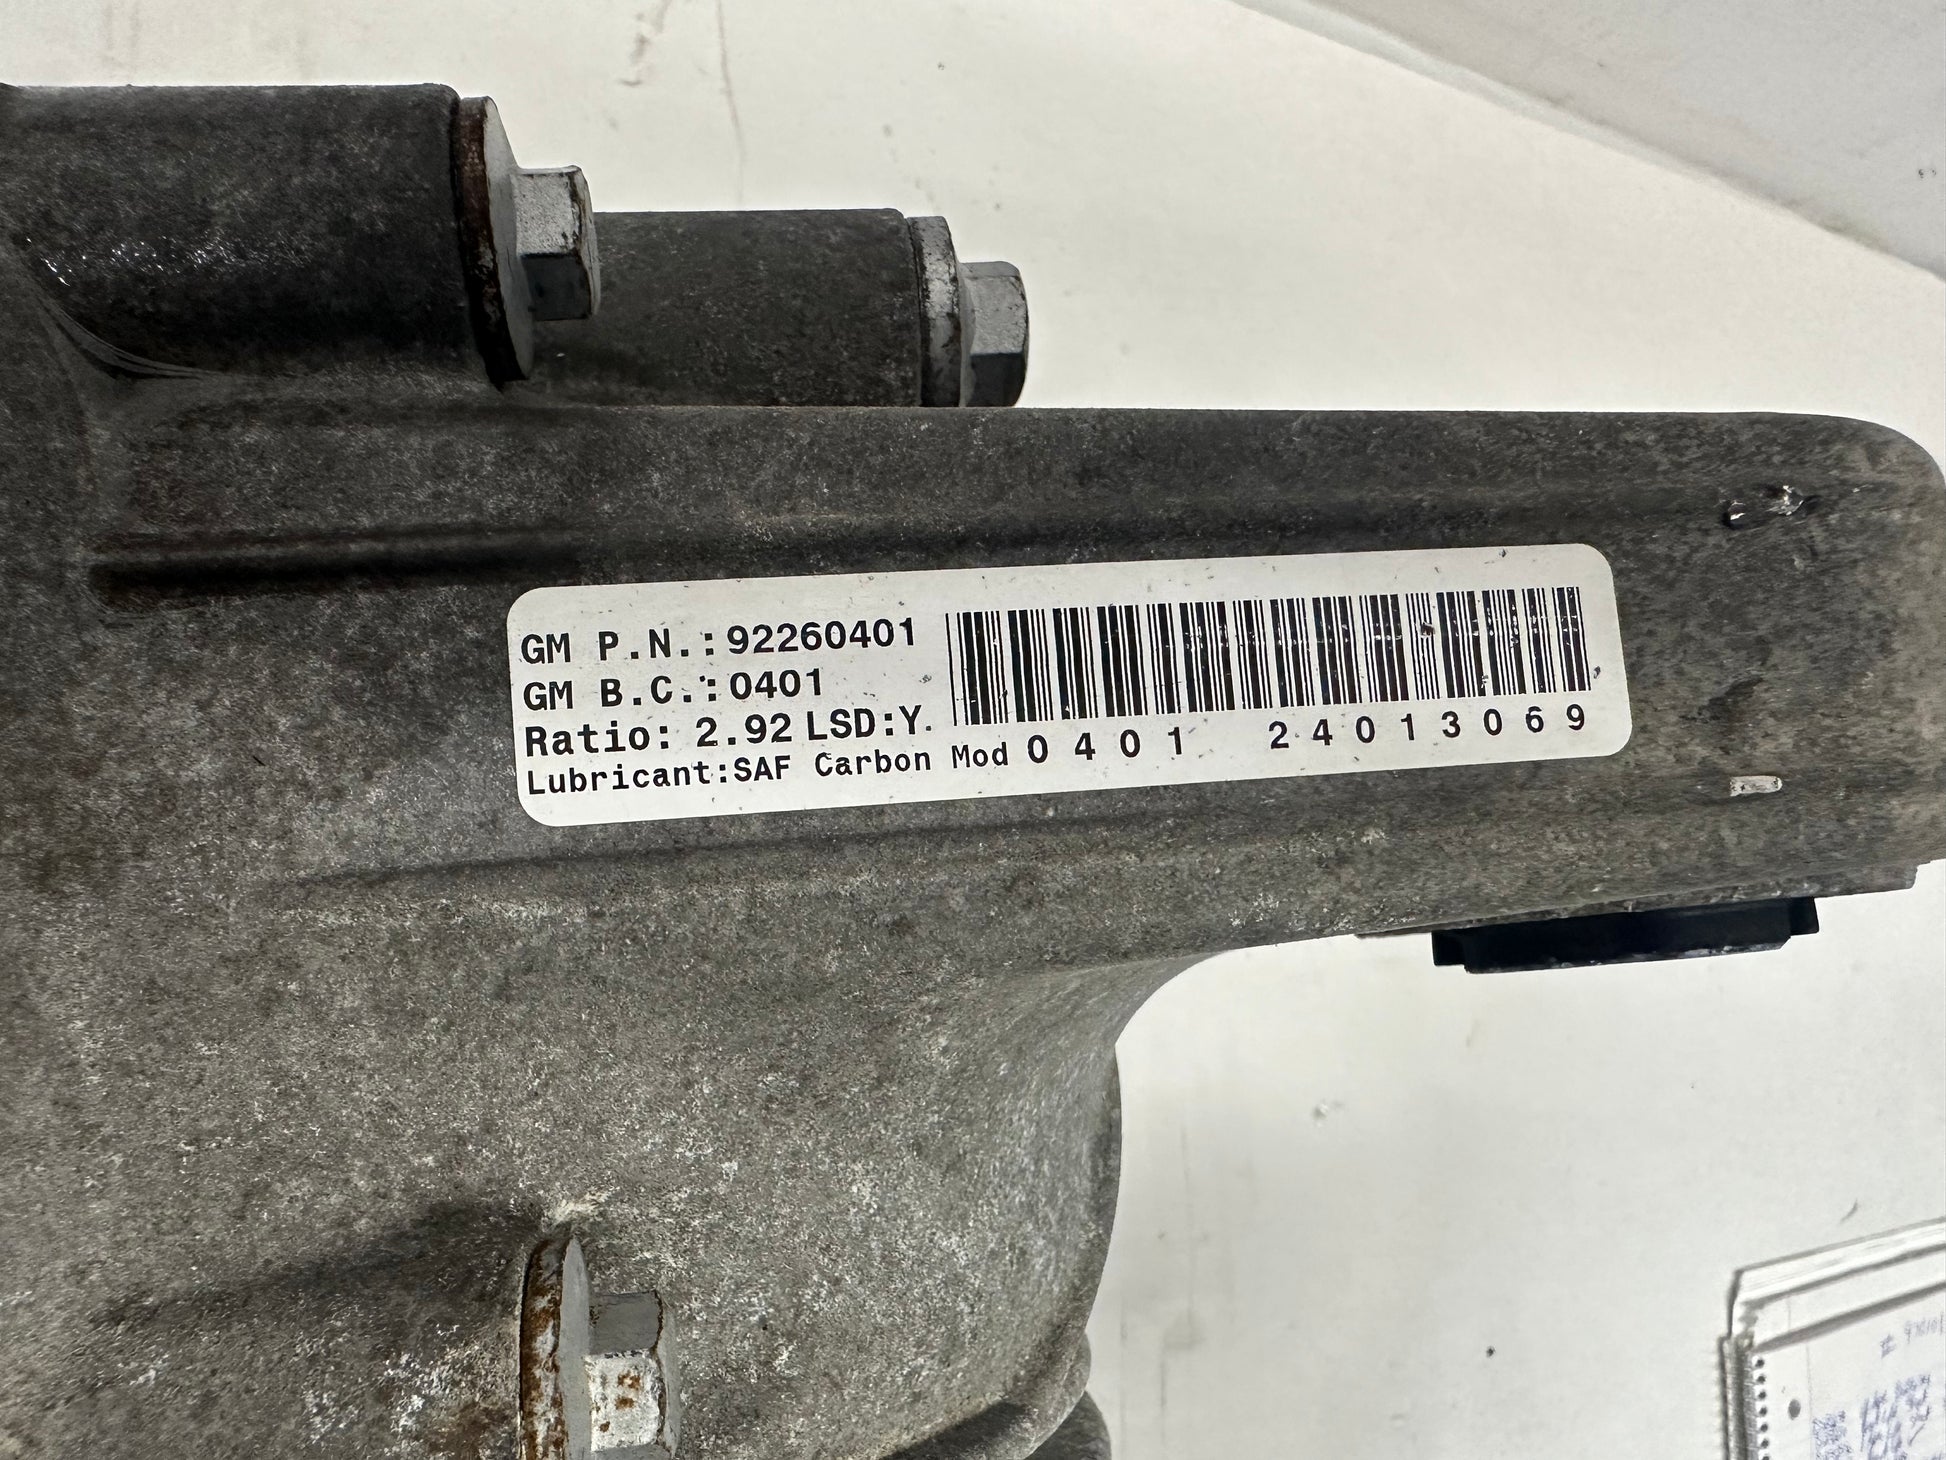 GM P.N.:92260401
GM B.C.:0401
Ratio: 2.92 LSD:Y.
Lubricant:SAF Carbon Mod
0401 24013069